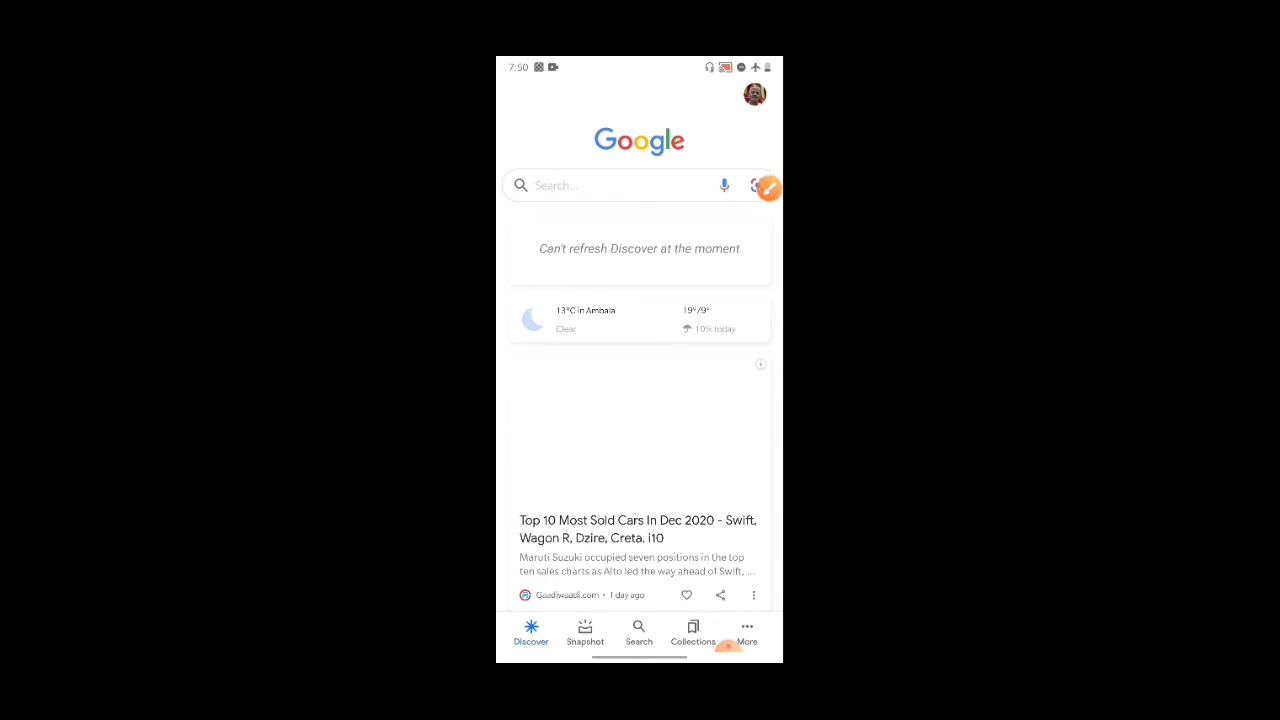 7:50
Google
Search...
Can't refresh Discover at the moment
13°C in Ambala
19°/9°
Clear
10% today
Top 10 Most Sold Cars In Dec 2020 - Swift,
Wagon R, Dzire, Creta, i10
Maruti Suzuki occupied seven positions in the top
ten sales charts as Alto led the way ahead of Swift, ...
Gaadiwaadi.com • 1 day ago
Discover
Snapshot
Search
Collections
More